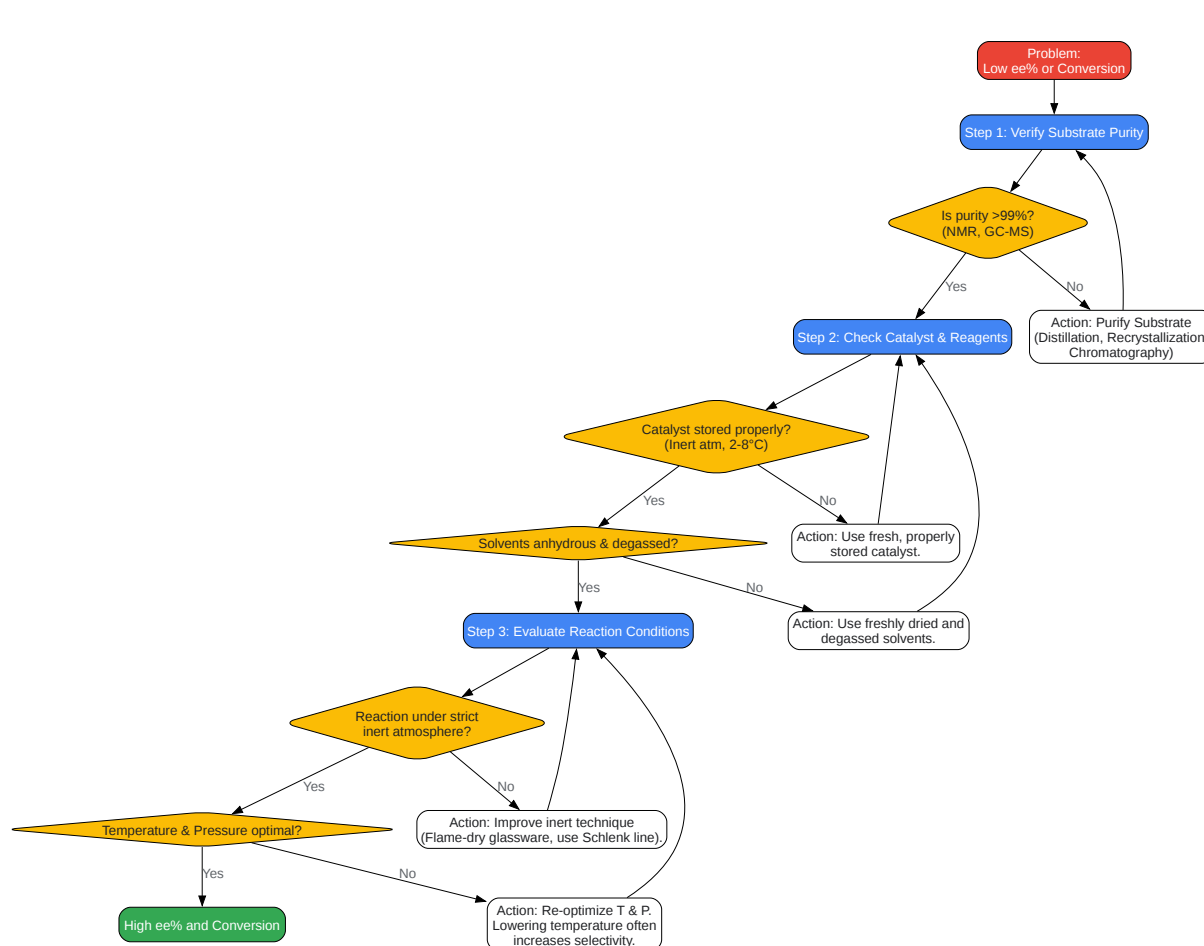 Problem:
Low ee% or Conversion
Step 1: Verify Substrate Purity
Is purity >99%?
(NMR, GC-MS)
Yes
No
Action: Purify Substrate
(Distillation, Recrystallization
Chromatography)
Step 2: Check Catalyst & Reagents
Catalyst stored properly?
(Inert atm, 2-8°C)
Yes
No
Action: Use fresh, properly
stored catalyst.
Solvents anhydrous & degassed?
Yes
No
Action: Use freshly dried and
degassed solvents.
Step 3: Evaluate Reaction Conditions
Reaction under strict
inert atmosphere?
Yes
No
Action: Improve inert technique
(Flame-dry glassware, use Schlenk line).
Temperature & Pressure optimal?
Yes
No
Action: Re-optimize T & P.
Lowering temperature often
increases selectivity.
High ee% and Conversion